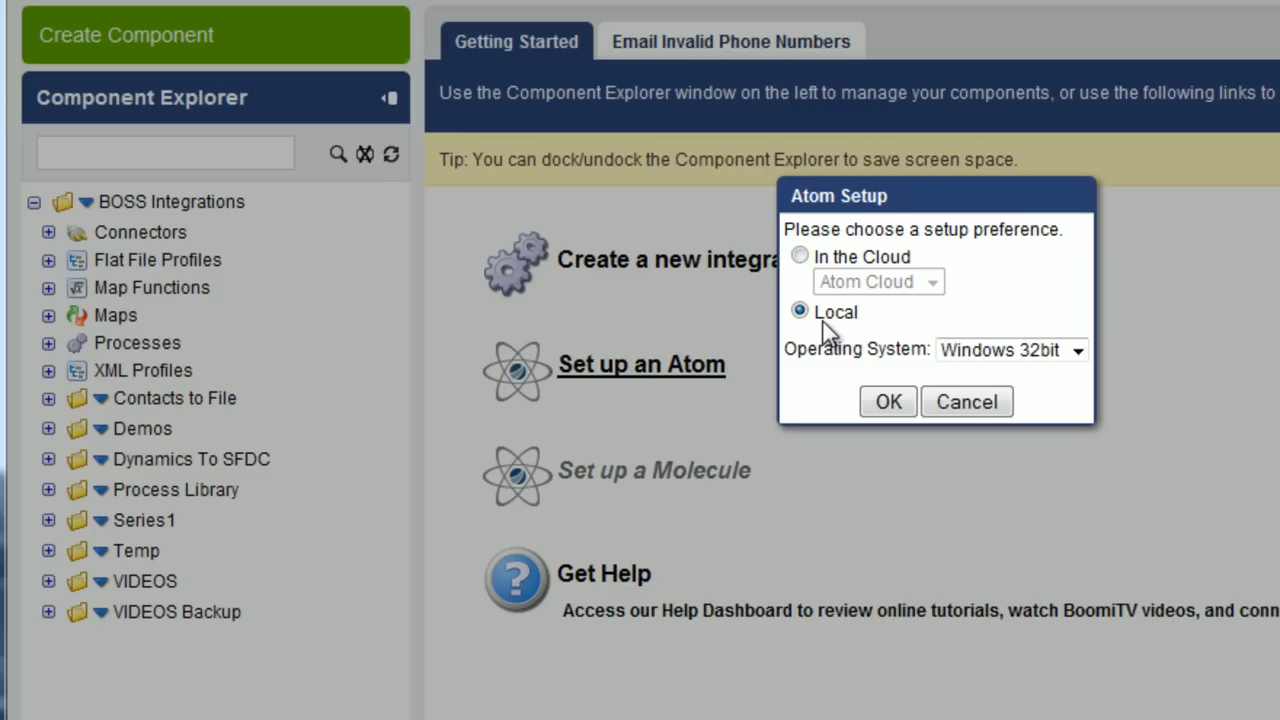 Create Component
Component Explorer
BOSS Integrations
Connectors
Flat File Profiles
Map Functions
Maps
Processes
XML Profiles
Contacts to File
Demos
Dynamics To SFDC
Process Library
Series1
Temp
VIDEOS
VIDEOS Backup
Getting Started
Email Invalid Phone Numbers
Use the Component Explorer window on the left to manage your components, or use the following links to
Tip: You can dock/undock the Component Explorer to save screen space.
Create a new integra
Set up an Atom
Set up a Molecule
Get Help
Access our Help Dashboard to review online tutorials, watch BoomiTV videos, and conn
Atom Setup
Please choose a setup preference.
In the Cloud
Atom Cloud
Local
Operating System: Windows 32bit
OK Cancel